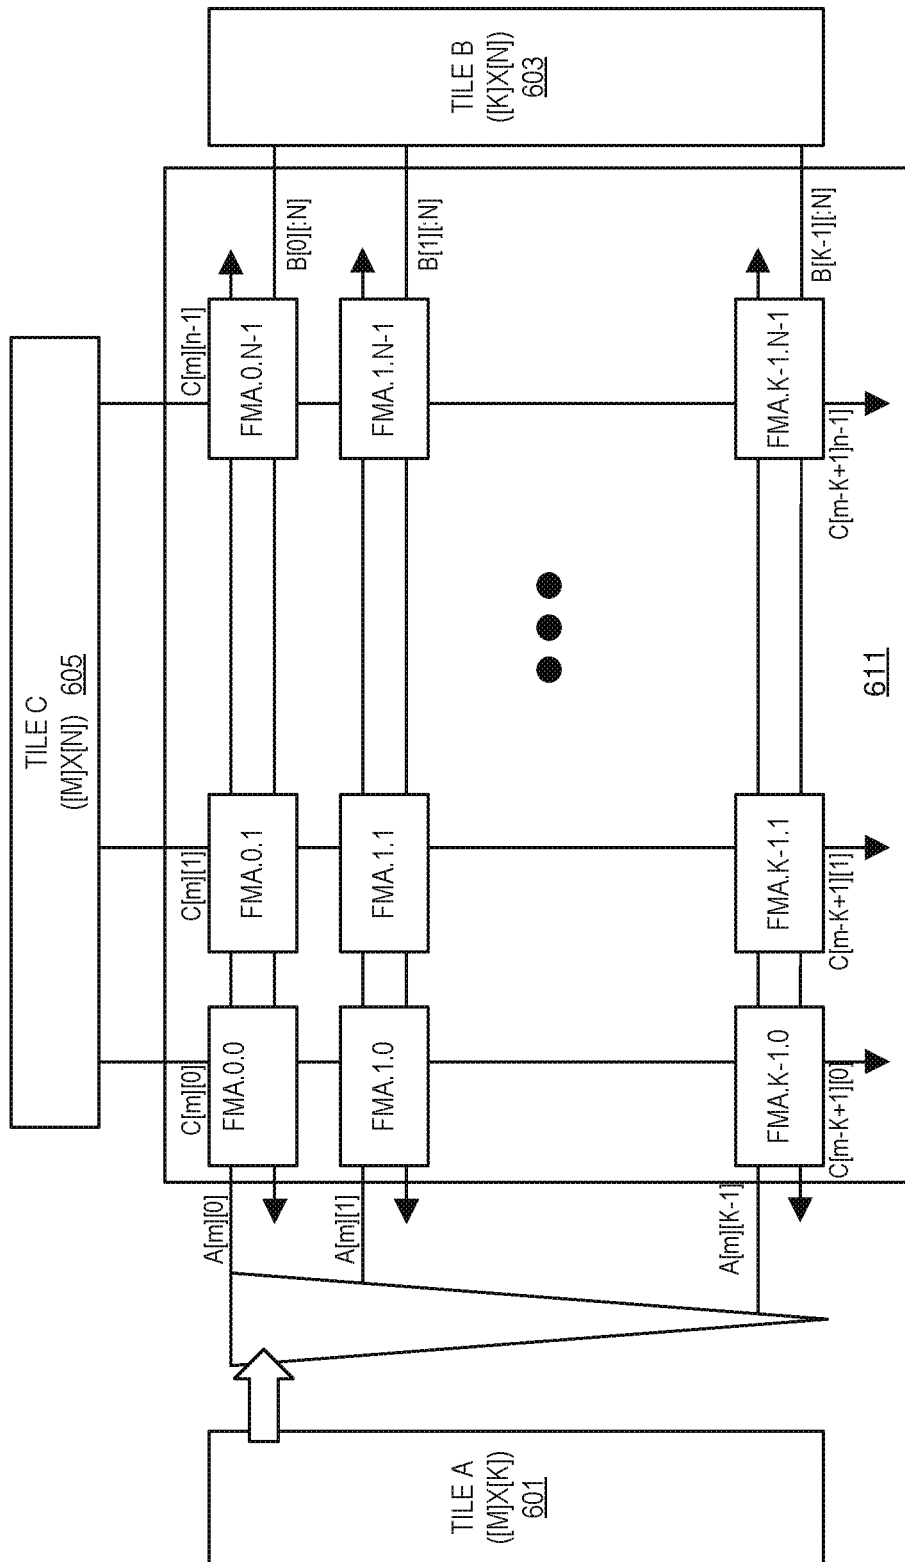 TILE A
([M]X[K])
601
TILE C
([M]X[N]) 605
TILE B
([K]X[N])
603
C[m][0]
C[m][1]
C[m][n-1]
A[m][0]
FMA.0.0
FMA.0.1
FMA.0.N-1
B[0][:N]
A[m][1]
FMA.1.0
FMA.1.1
FMA.1.N-1
B[1][:N]
A[m][K-1]
FMA.K-1.0
FMA.K-1.1
FMA.K-1.N-1
B[K-1][:N]
C[m-K+1][0]
C[m-K+1][1]
C[m-K+1]n-1]
611